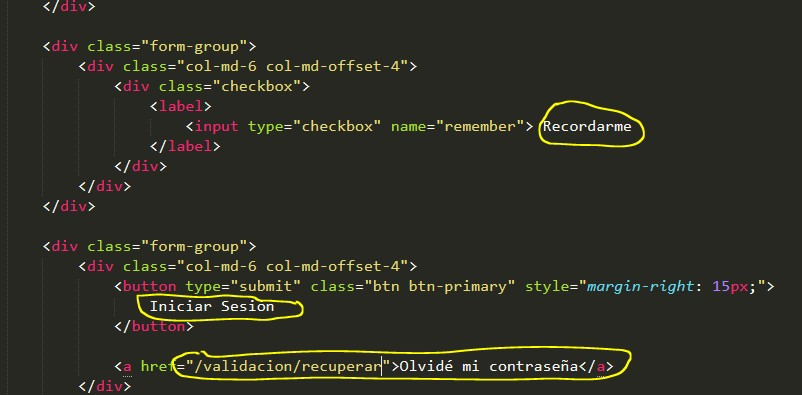 </div>
<div class="form-group">
<div class="col-md-6 col-md-offset-4">
<div class="checkbox">
<label>
<input type="checkbox" name="remember"> Recordarme
</label>
</div>
</div>
</div>
<div class="form-group">
<div class="col-md-6 col-md-offset-4">
<button type="submit" class="btn btn-primary" style="margin-right: 15px;">
Iniciar Sesion
</button>
<a href="/validacion/recuperar">Olvidé mi contraseña</a>
</div>